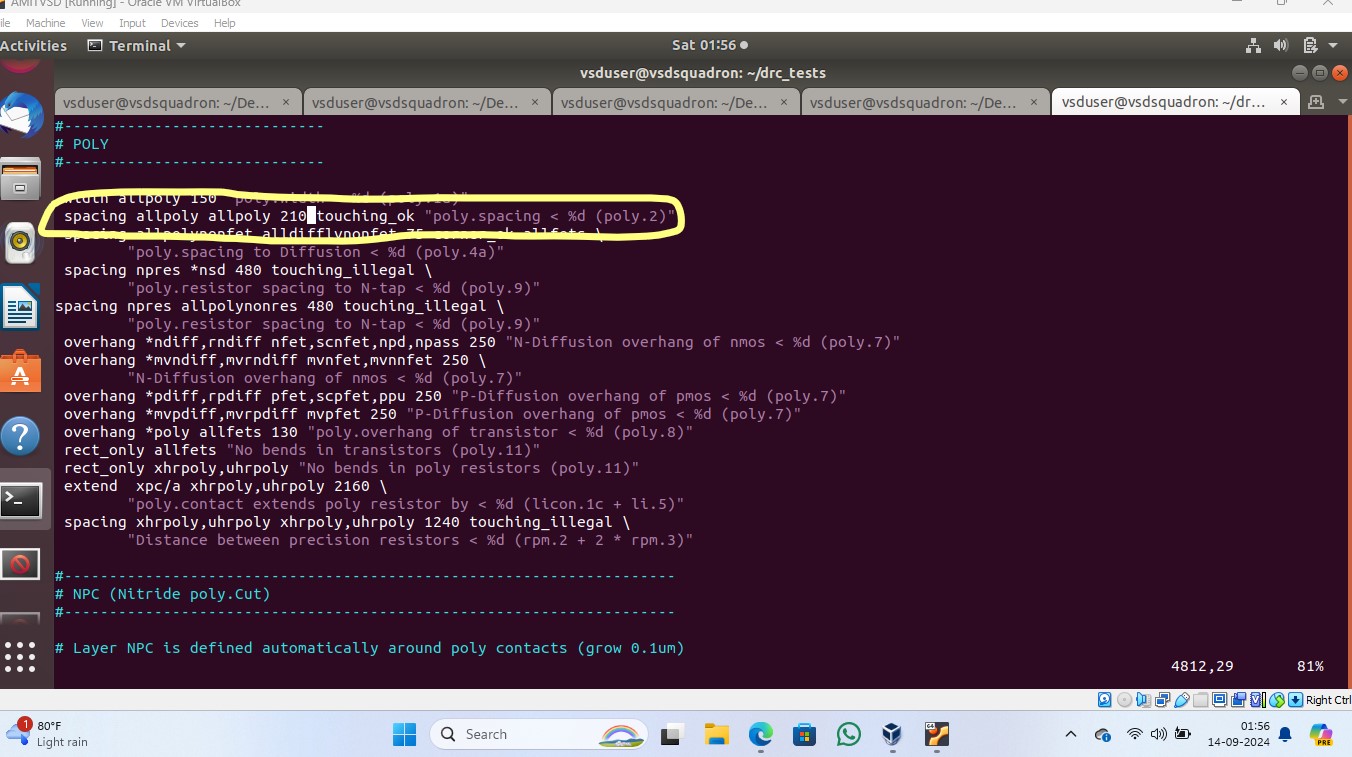 AMITVSD [Running] - Oracle VM VirtualBox
ile Machine View Input Devices Help
Activities Terminal Sat 01:56
vsduser@vsdsquadron: ~/drc_tests
vsduser@vsdsquadron: ~/De... × vsduser@vsdsquadron: ~/De... × vsduser@vsdsquadron: ~/De... × vsduser@vsdsquadron: ~/De... × vsduser@vsdsquadron: ~/dr... ×
#-----------------------------
# POLY
#-----------------------------
width allpoly 150 "poly.width < %d (poly.1a)"
spacing allpoly allpoly 210 touching_ok "poly.spacing < %d (poly.2)"
spacing allpolynonfet alldifflvnonfet 75 corner_ok allfets \
"poly.spacing to Diffusion < %d (poly.4a)"
spacing npres *nsd 480 touching_illegal \
"poly.resistor spacing to N-tap < %d (poly.9)"
spacing npres allpolynonres 480 touching_illegal \
"poly.resistor spacing to N-tap < %d (poly.9)"
overhang *ndiff,rndiff nfet,scnfet,npd,npass 250 "N-Diffusion overhang of nmos < %d (poly.7)"
overhang *mvndiff,mvrndiff mvnfet,mvnnfet 250 \
"N-Diffusion overhang of nmos < %d (poly.7)"
overhang *pdiff,rpdiff pfet,scpfet,ppu 250 "P-Diffusion overhang of pmos < %d (poly.7)"
overhang *mvpdiff,mvrpdiff mvpfet 250 "P-Diffusion overhang of pmos < %d (poly.7)"
overhang *poly allfets 130 "poly.overhang of transistor < %d (poly.8)"
rect_only allfets "No bends in transistors (poly.11)"
rect_only xhrpoly,uhrpoly "No bends in poly resistors (poly.11)"
extend xpc/a xhrpoly,uhrpoly 2160 \
"poly.contact extends poly resistor by < %d (licon.1c + li.5)"
spacing xhrpoly,uhrpoly xhrpoly,uhrpoly 1240 touching_illegal \
"Distance between precision resistors < %d (rpm.2 + 2 * rpm.3)"
#--------------------------------------------------------------------
# NPC (Nitride poly.Cut)
#--------------------------------------------------------------------
# Layer NPC is defined automatically around poly contacts (grow 0.1um)
4812,29 81%
Right Ctrl
1 80°F
Light rain
Search
01:56
14-09-2024
PRE